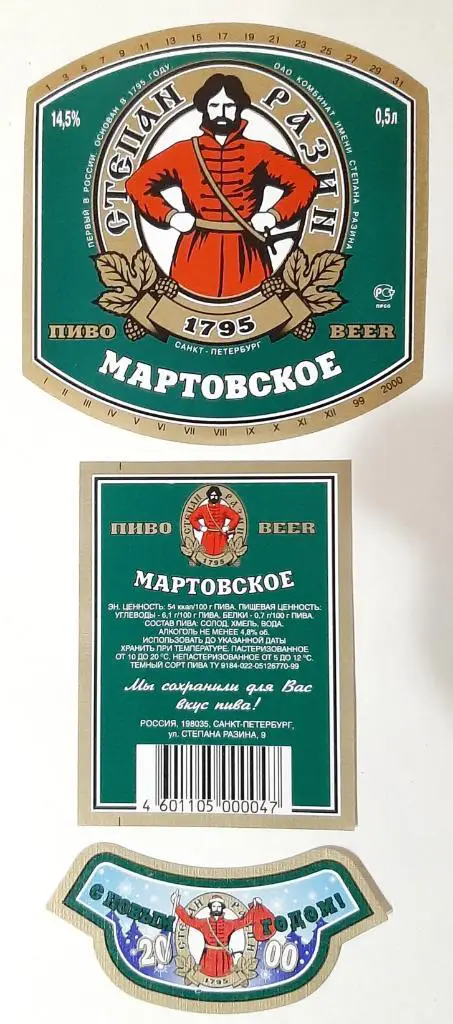 1 3 5 7 9 11 13 15 17 19 21 23 25 27 29 31
14,5%
0,5л
ПЕРВЫЙ В РОССИИ. ОСНОВАН В 1795 ГОДУ
ОАО КОМБИНАТ ИМЕНИ СТЕПАНА РАЗИНА
СТЕПАН РАЗИН
1795
САНКТ - ПЕТЕРБУРГ
ПИВО BEER
МАРТОВСКОЕ
I II III IV V VI VII VIII IX X XI XII 99 2000
СТЕПАН РАЗИН
ПИВО BEER
1795
МАРТОВСКОЕ
ЭН. ЦЕННОСТЬ: 54 ккал/100 г ПИВА. ПИЩЕВАЯ ЦЕННОСТЬ:
УГЛЕВОДЫ - 6,1 г/100 г ПИВА, БЕЛКИ - 0,7 г/100 г ПИВА.
СОСТАВ ПИВА: СОЛОД, ХМЕЛЬ, ВОДА.
АЛКОГОЛЬ НЕ МЕНЕЕ 4,8% об.
ИСПОЛЬЗОВАТЬ ДО УКАЗАННОЙ ДАТЫ
ХРАНИТЬ ПРИ ТЕМПЕРАТУРЕ. ПАСТЕРИЗОВАННОЕ
ОТ 10 ДО 20 °С. НЕПАСТЕРИЗОВАННОЕ ОТ 5 ДО 12 °С.
ТЕМНЫЙ СОРТ ПИВА ТУ 9184-022-05126770-99
Мы сохранили для Вас
вкус пива!
РОССИЯ, 198035, САНКТ-ПЕТЕРБУРГ,
ул. СТЕПАНА РАЗИНА, 9
4 601105 000047
С НОВЫМ ГОДОМ!
2000
СТЕПАН РАЗИН
1795